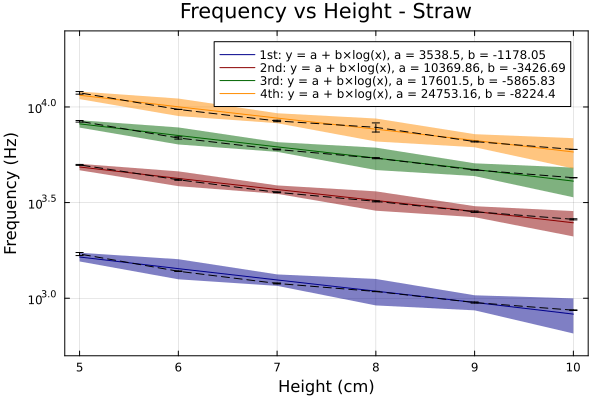 Frequency vs Height - Straw
1st: y = a + b×log(x), a = 3538.5, b = -1178.05
2nd: y = a + b×log(x), a = 10369.86, b = -3426.69
3rd: y = a + b×log(x), a = 17601.5, b = -5865.83
4th: y = a + b×log(x), a = 24753.16, b = -8224.4
Frequency (Hz)
10^4.0
10^3.5
10^3.0
5 6 7 8 9 10
Height (cm)